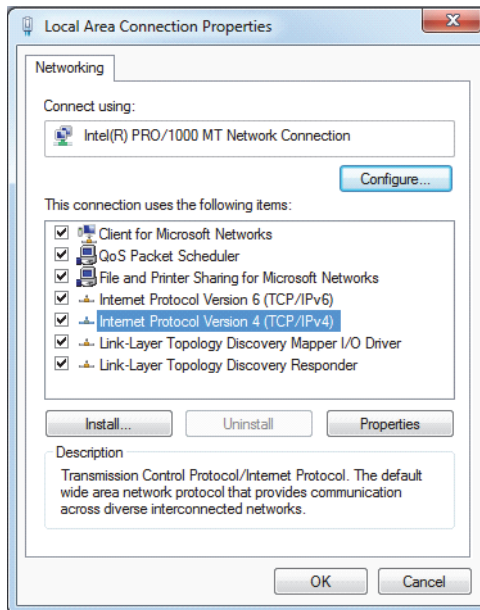 Local Area Connection Properties
Networking
Connect using:
Intel(R) PRO/1000 MT Network Connection
Configure...
This connection uses the following items:
Client for Microsoft Networks
QoS Packet Scheduler
File and Printer Sharing for Microsoft Networks
Internet Protocol Version 6 (TCP/IPv6)
Internet Protocol Version 4 (TCP/IPv4)
Link-Layer Topology Discovery Mapper I/O Driver
Link-Layer Topology Discovery Responder
Install... Uninstall Properties
Description
Transmission Control Protocol/Internet Protocol. The default
wide area network protocol that provides communication
across diverse interconnected networks.
OK Cancel